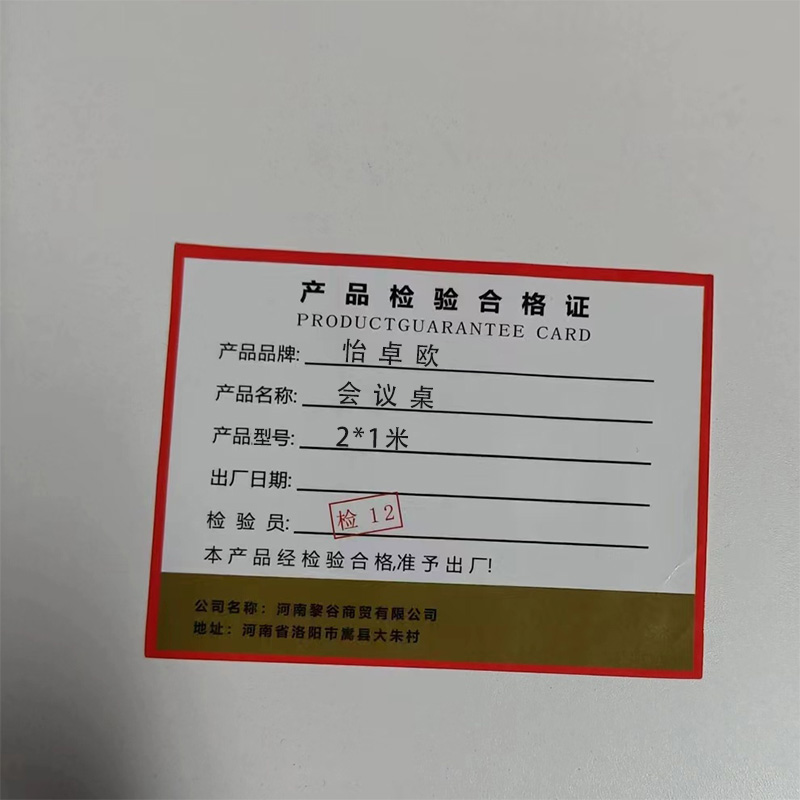 产品检验合格证
PRODUCTGUARANTEE CARD
产品品牌: 怡卓欧
产品名称: 会议桌
产品型号: 2*1米
出厂日期:
检验员: 检 12
本产品经检验合格,准予出厂!
公司名称：河南黎谷商贸有限公司
地址：河南省洛阳市嵩县大朱村